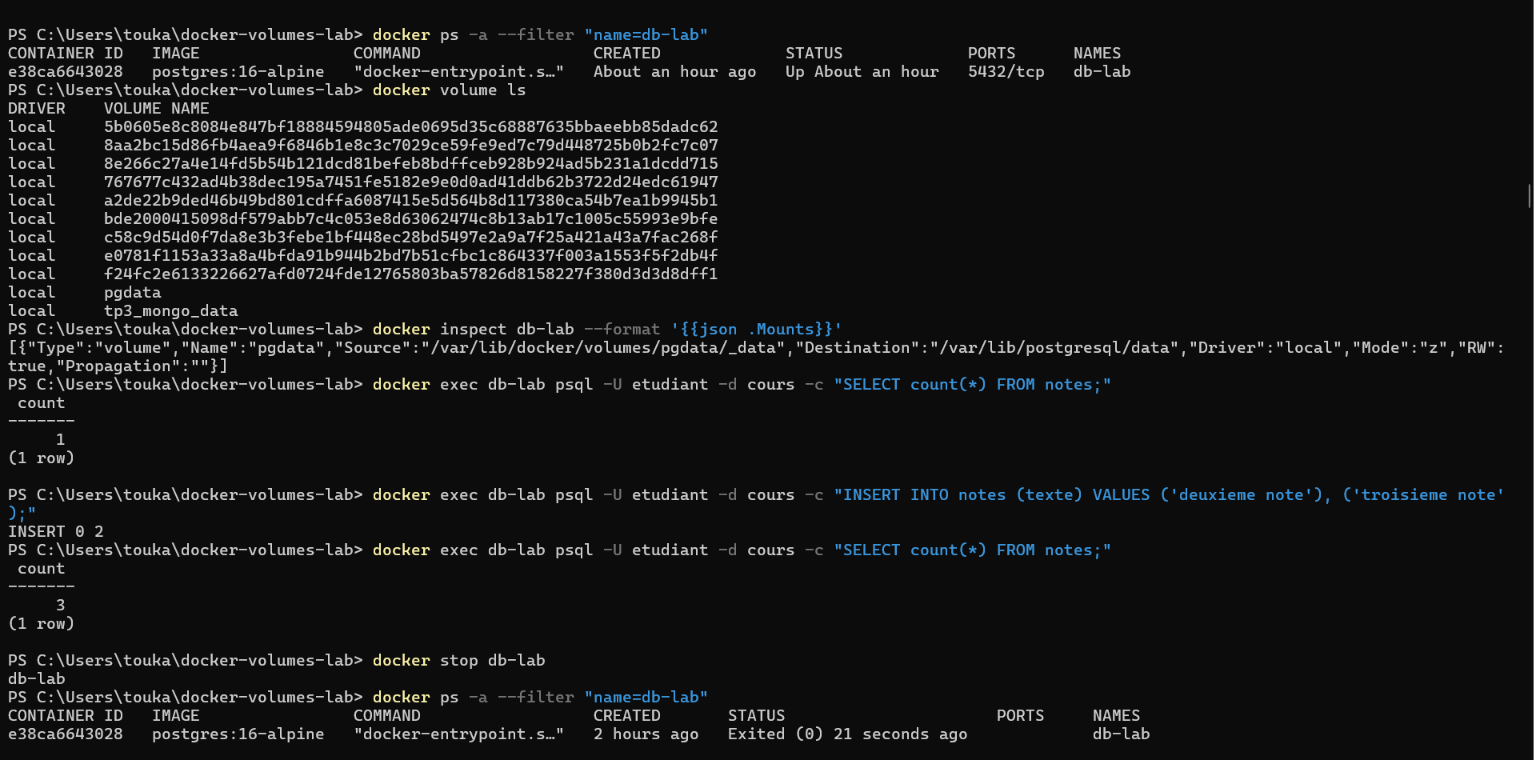 PS C:\Users\touka\docker-volumes-lab> docker ps -a --filter "name=db-lab"
CONTAINER ID   IMAGE                COMMAND                  CREATED             STATUS             PORTS      NAMES
e38ca6643028   postgres:16-alpine   "docker-entrypoint.s…"   About an hour ago   Up About an hour   5432/tcp   db-lab
PS C:\Users\touka\docker-volumes-lab> docker volume ls
DRIVER    VOLUME NAME
local     5b0605e8c8084e847bf18884594805ade0695d35c68887635bbaeebb85dadc62
local     8aa2bc15d86fb4aea9f6846b1e8c3c7029ce59fe9ed7c79d448725b0b2fc7c07
local     8e266c27a4e14fd5b54b121dcd81befeb8bdffceb928b924ad5b231a1dcdd715
local     767677c432ad4b38dec195a7451fe5182e9e0d0ad41ddb62b3722d24edc61947
local     a2de22b9ded46b49bd801cdffa6087415e5d564b8d117380ca54b7ea1b9945b1
local     bde2000415098df579abb7c4c053e8d63062474c8b13ab17c1005c55993e9bfe
local     c58c9d54d0f7da8e3b3febe1bf448ec28bd5497e2a9a7f25a421a43a7fac268f
local     e0781f1153a33a8a4bfda91b944b2bd7b51cfbc1c864337f003a1553f5f2db4f
local     f24fc2e6133226627afd0724fde12765803ba57826d8158227f380d3d3d8dff1
local     pgdata
local     tp3_mongo_data
PS C:\Users\touka\docker-volumes-lab> docker inspect db-lab --format '{{json .Mounts}}'
[{"Type":"volume","Name":"pgdata","Source":"/var/lib/docker/volumes/pgdata/_data","Destination":"/var/lib/postgresql/data","Driver":"local","Mode":"z","RW":
true,"Propagation":""}]
PS C:\Users\touka\docker-volumes-lab> docker exec db-lab psql -U etudiant -d cours -c "SELECT count(*) FROM notes;"
 count
-------
     1
(1 row)

PS C:\Users\touka\docker-volumes-lab> docker exec db-lab psql -U etudiant -d cours -c "INSERT INTO notes (texte) VALUES ('deuxieme note'), ('troisieme note'
);"
INSERT 0 2
PS C:\Users\touka\docker-volumes-lab> docker exec db-lab psql -U etudiant -d cours -c "SELECT count(*) FROM notes;"
 count
-------
     3
(1 row)

PS C:\Users\touka\docker-volumes-lab> docker stop db-lab
db-lab
PS C:\Users\touka\docker-volumes-lab> docker ps -a --filter "name=db-lab"
CONTAINER ID   IMAGE                COMMAND                  CREATED       STATUS                      PORTS     NAMES
e38ca6643028   postgres:16-alpine   "docker-entrypoint.s…"   2 hours ago   Exited (0) 21 seconds ago             db-lab